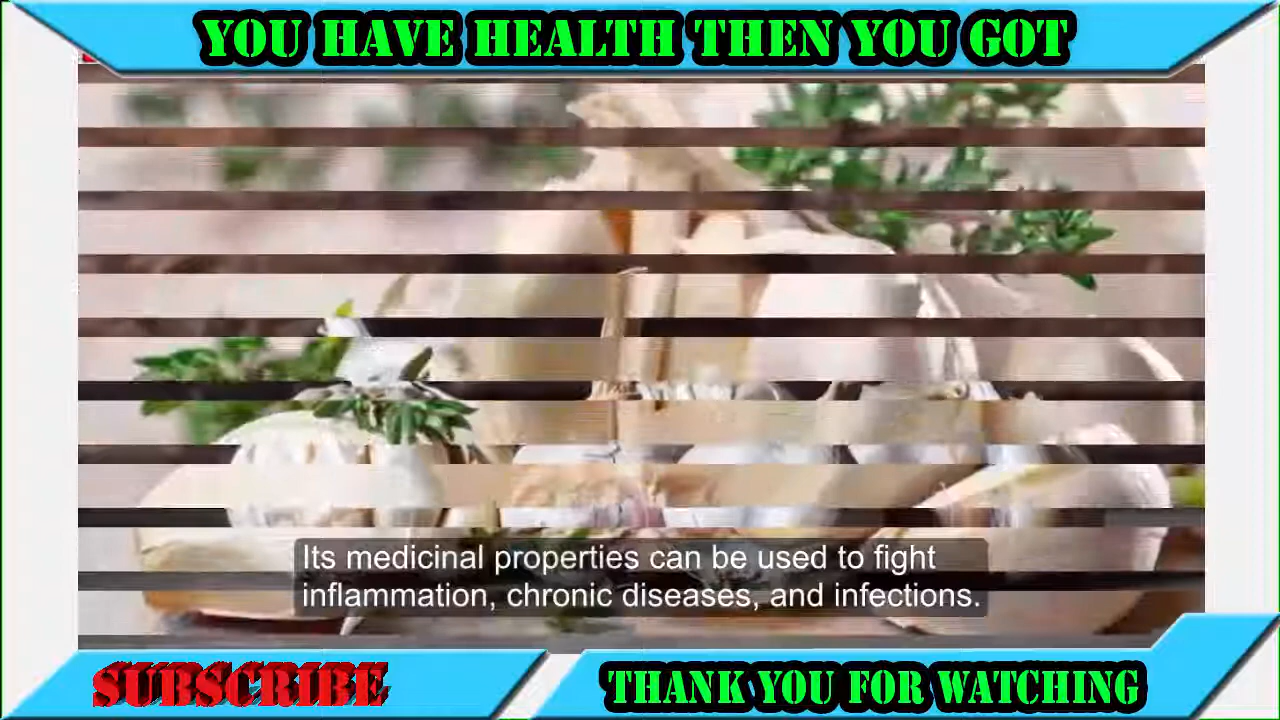 YOU HAVE HEALTH THEN YOU GOT
Its medicinal properties can be used to fight
inflammation, chronic diseases, and infections.
SUBSCRIBE
THANK YOU FOR WATCHING